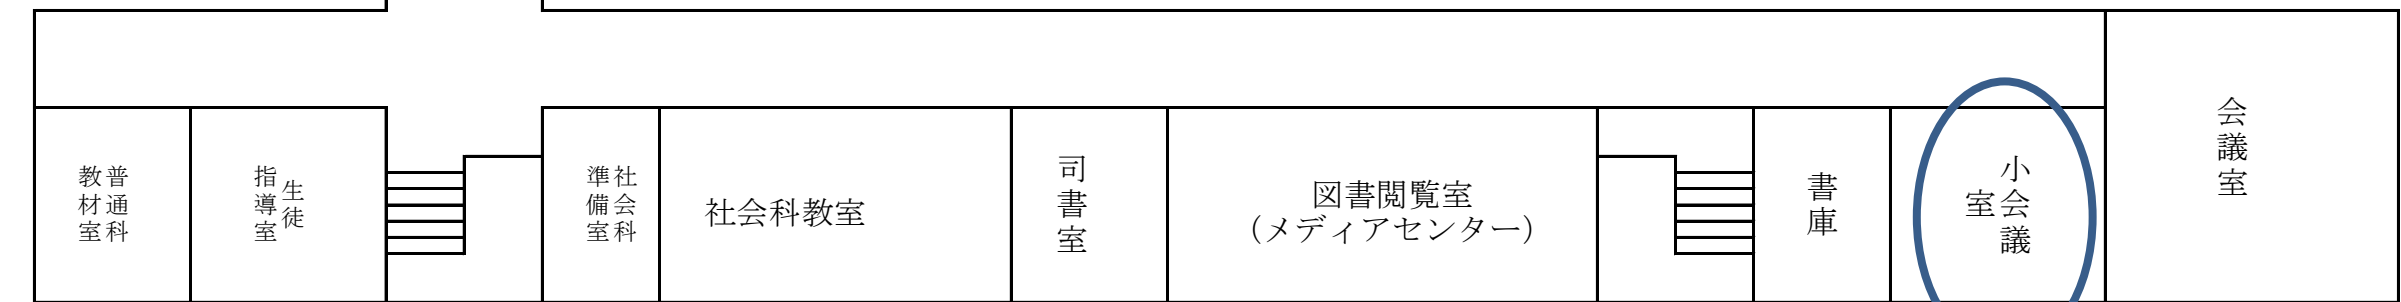 普通科
教材室
生徒
指導室
社会科
準備室
社会科教室
司書室
図書閲覧室
（メディアセンター）
書庫
小会議
室
会議室